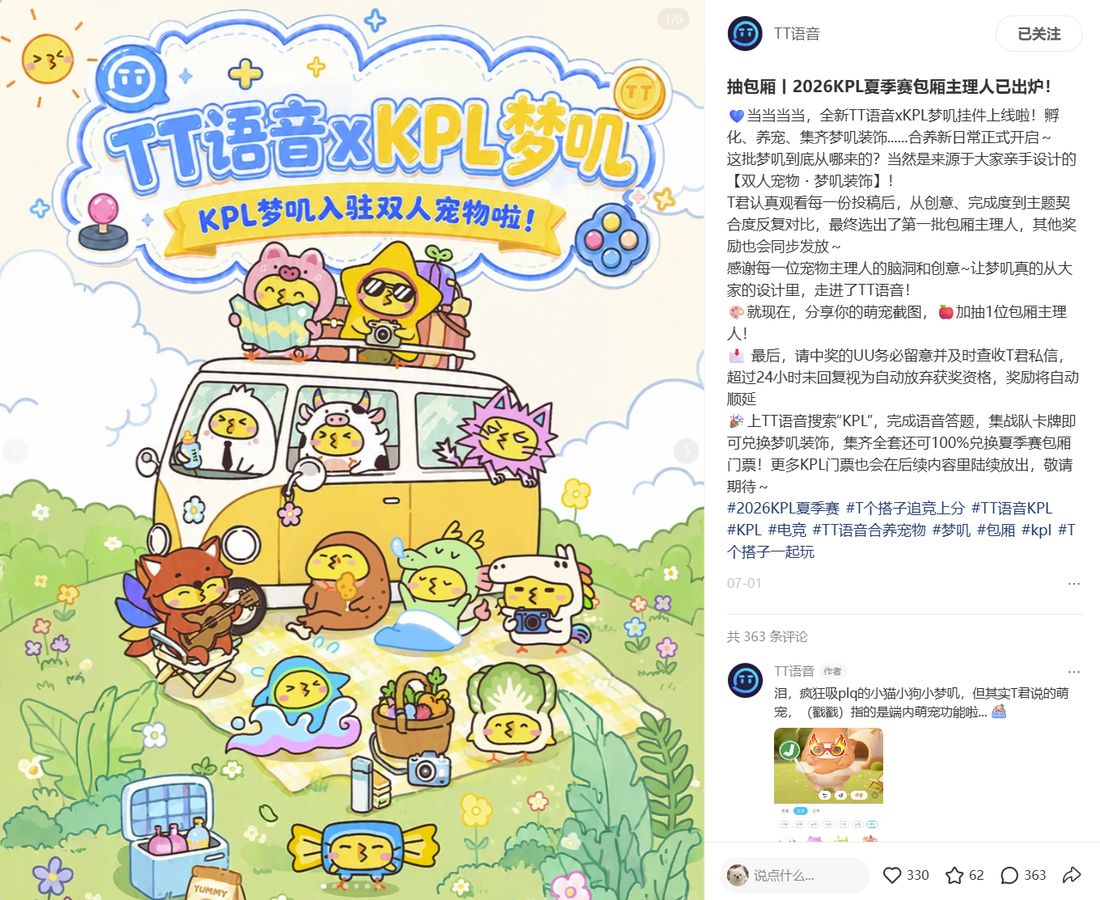 1/6
TT语音xKPL梦叽
TT
KPL梦叽入驻双人宠物啦！
YUMMY
TT语音
已关注
抽包厢丨2026KPL夏季赛包厢主理人已出炉！
💙当当当当，全新TT语音xKPL梦叽挂件上线啦！孵
化、养宠、集齐梦叽装饰......合养新日常正式开启～
这批梦叽到底从哪来的？当然是来源于大家亲手设计的
【双人宠物 · 梦叽装饰】！
T君认真观看每一份投稿后，从创意、完成度到主题契
合度反复对比，最终选出了第一批包厢主理人，其他奖
励也会同步发放～
感谢每一位宠物主理人的脑洞和创意~让梦叽真的从大
家的设计里，走进了TT语音！
🎨就现在，分享你的萌宠截图，🍎加抽1位包厢主理
人！
📩 最后，请中奖的UU务必留意并及时查收T君私信，
超过24小时未回复视为自动放弃获奖资格，奖励将自动
顺延
🎉上TT语音搜索“KPL”，完成语音答题，集战队卡牌即
可兑换梦叽装饰，集齐全套还可100%兑换夏季赛包厢
门票！更多KPL门票也会在后续内容里陆续放出，敬请
期待～
#2026KPL夏季赛 #T个搭子追竞上分 #TT语音KPL
#KPL #电竞 #TT语音合养宠物 #梦叽 #包厢 #kpl #T
个搭子一起玩
07-01
共 363 条评论
TT语音 作者
泪，疯狂吸plq的小猫小狗小梦叽，但其实T君说的萌
宠，（戳戳）指的是端内萌宠功能啦...
说点什么...
330
62
363